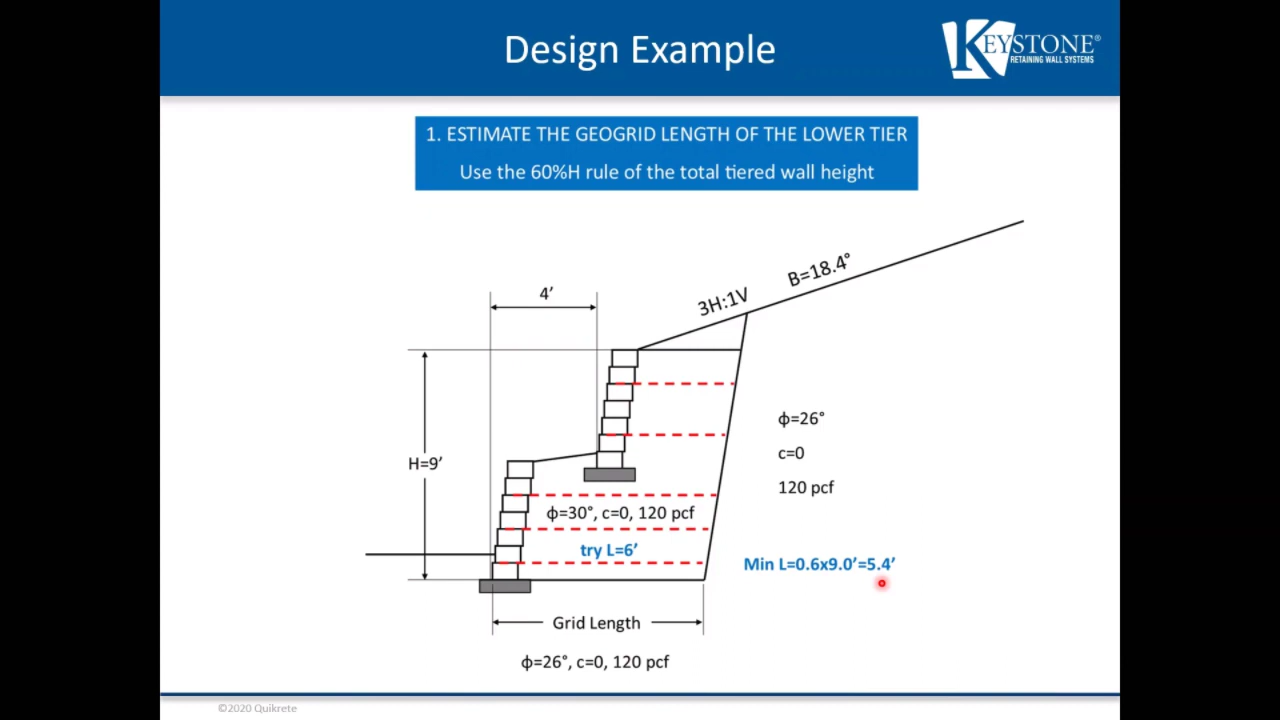 Design Example
KEYSTONE®
RETAINING WALL SYSTEMS
1. ESTIMATE THE GEOGRID LENGTH OF THE LOWER TIER
Use the 60%H rule of the total tiered wall height
4’
3H:1V
B=18.4°
H=9’
ϕ=26°
c=0
120 pcf
ϕ=30°, c=0, 120 pcf
try L=6’
Min L=0.6x9.0’=5.4’
Grid Length
ϕ=26°, c=0, 120 pcf
©2020 Quikrete